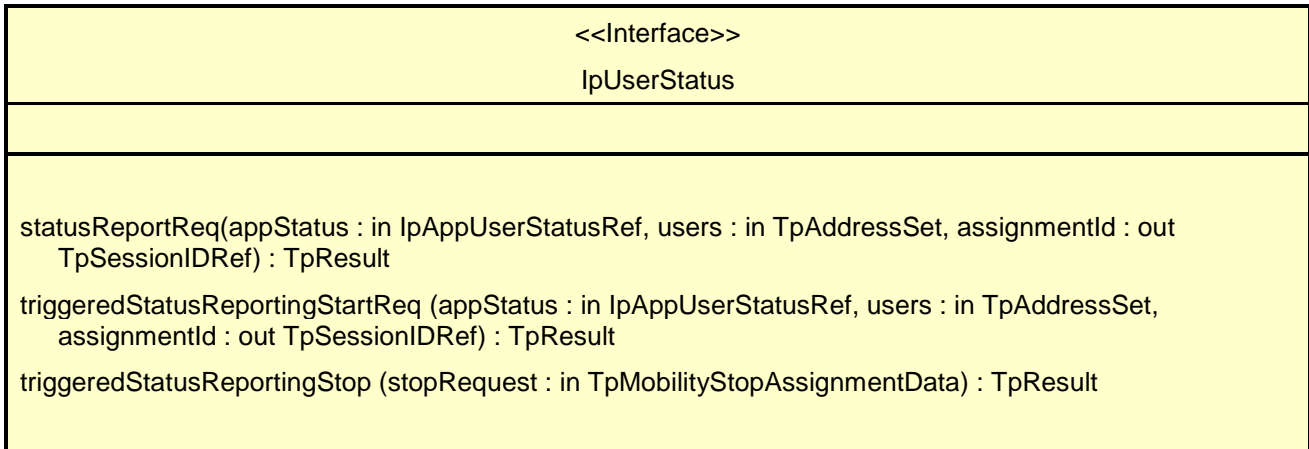 <<Interface>>
IpUserStatus
statusReportReq(appStatus : in IpAppUserStatusRef, users : in TpAddressSet, assignmentId : out
TpSessionIDRef) : TpResult
triggeredStatusReportingStartReq (appStatus : in IpAppUserStatusRef, users : in TpAddressSet,
assignmentId : out TpSessionIDRef) : TpResult
triggeredStatusReportingStop (stopRequest : in TpMobilityStopAssignmentData) : TpResult